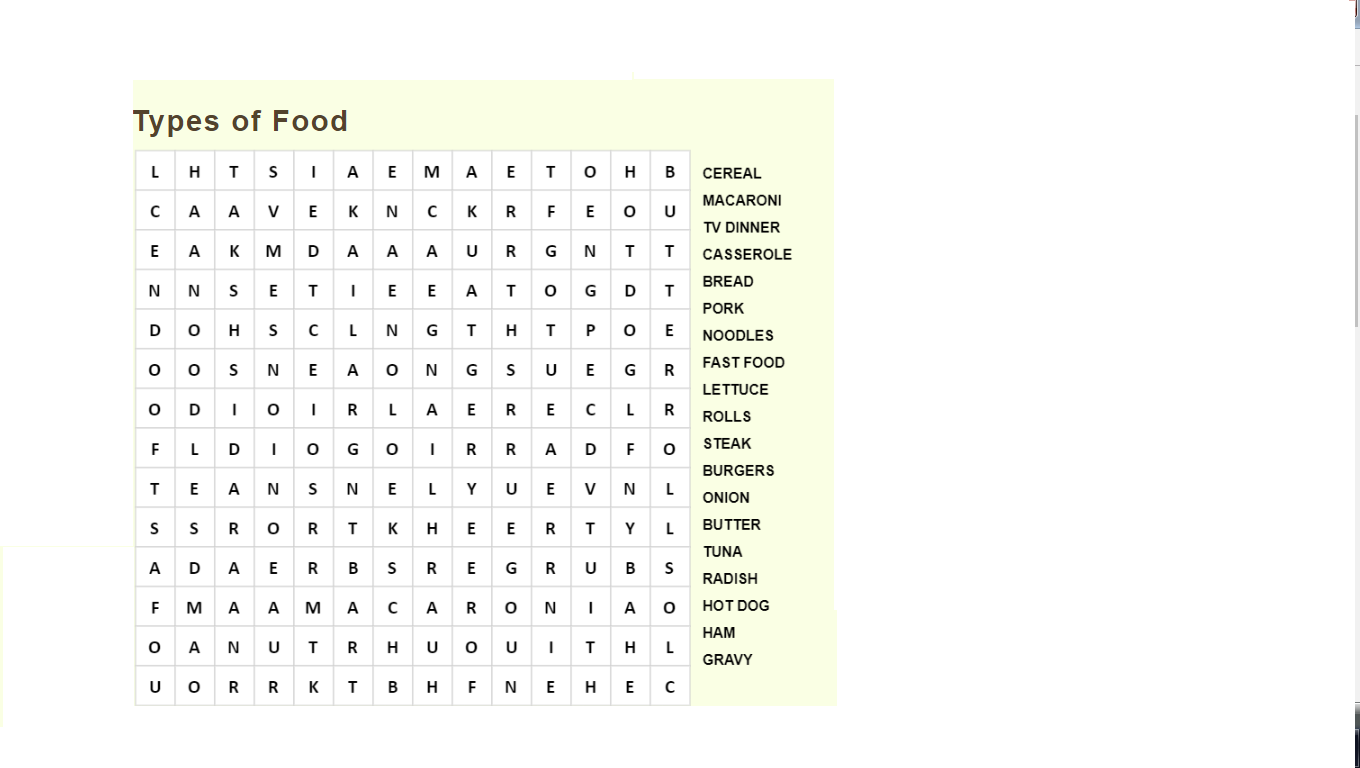 Types of Food
L H T S I A E M A E T O H B
C A A V E K N C K R F E O U
E A K M D A A A U R G N T T
N N S E T I E E A T O G D T
D O H S C L N G T H T P O E
O O S N E A O N G S U E G R
O D I O I R L A E R E C L R
F L D I O G O I R R A D F O
T E A N S N E L Y U E V N L
S S R O R T K H E E R T Y L
A D A E R B S R E G R U B S
F M A A M A C A R O N I A O
O A N U T R H U O U I T H L
U O R R K T B H F N E H E C
CEREAL
MACARONI
TV DINNER
CASSEROLE
BREAD
PORK
NOODLES
FAST FOOD
LETTUCE
ROLLS
STEAK
BURGERS
ONION
BUTTER
TUNA
RADISH
HOT DOG
HAM
GRAVY